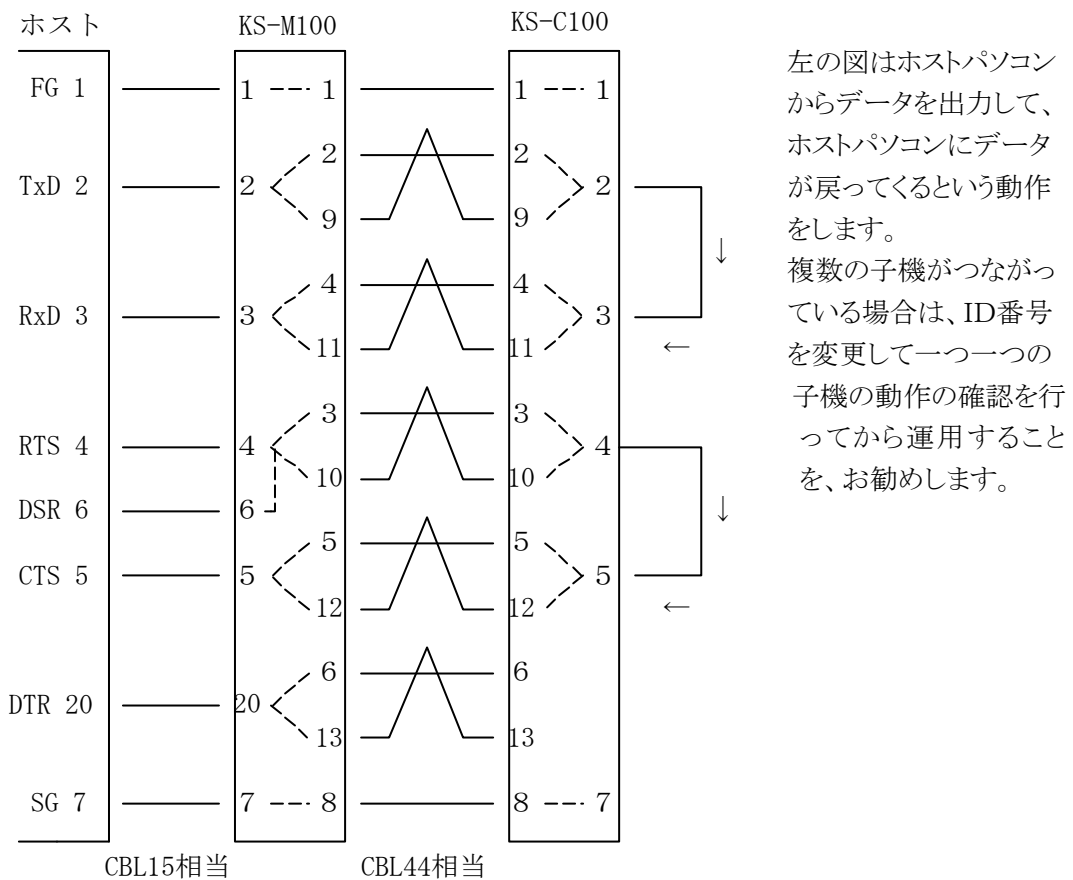 ホスト KS-M100 KS-C100
FG 1 1 1 1 1
2 2
TxD 2 2 2
9 9
↓
4 4
RxD 3 3 3
11 11 ←
3 3
RTS 4 4 4
10 10
DSR 6 6 ↓
5 5
CTS 5 5 5
12 12 ←
6 6
DTR 20 20
13 13
SG 7 7 8 8 7
CBL15相当 CBL44相当
左の図はホストパソコン
からデータを出力して、
ホストパソコンにデータ
が戻ってくるという動作
をします。
複数の子機がつながっ
ている場合は、ID番号
を変更して一つ一つの
子機の動作の確認を行
ってから運用すること
を、お勧めします。